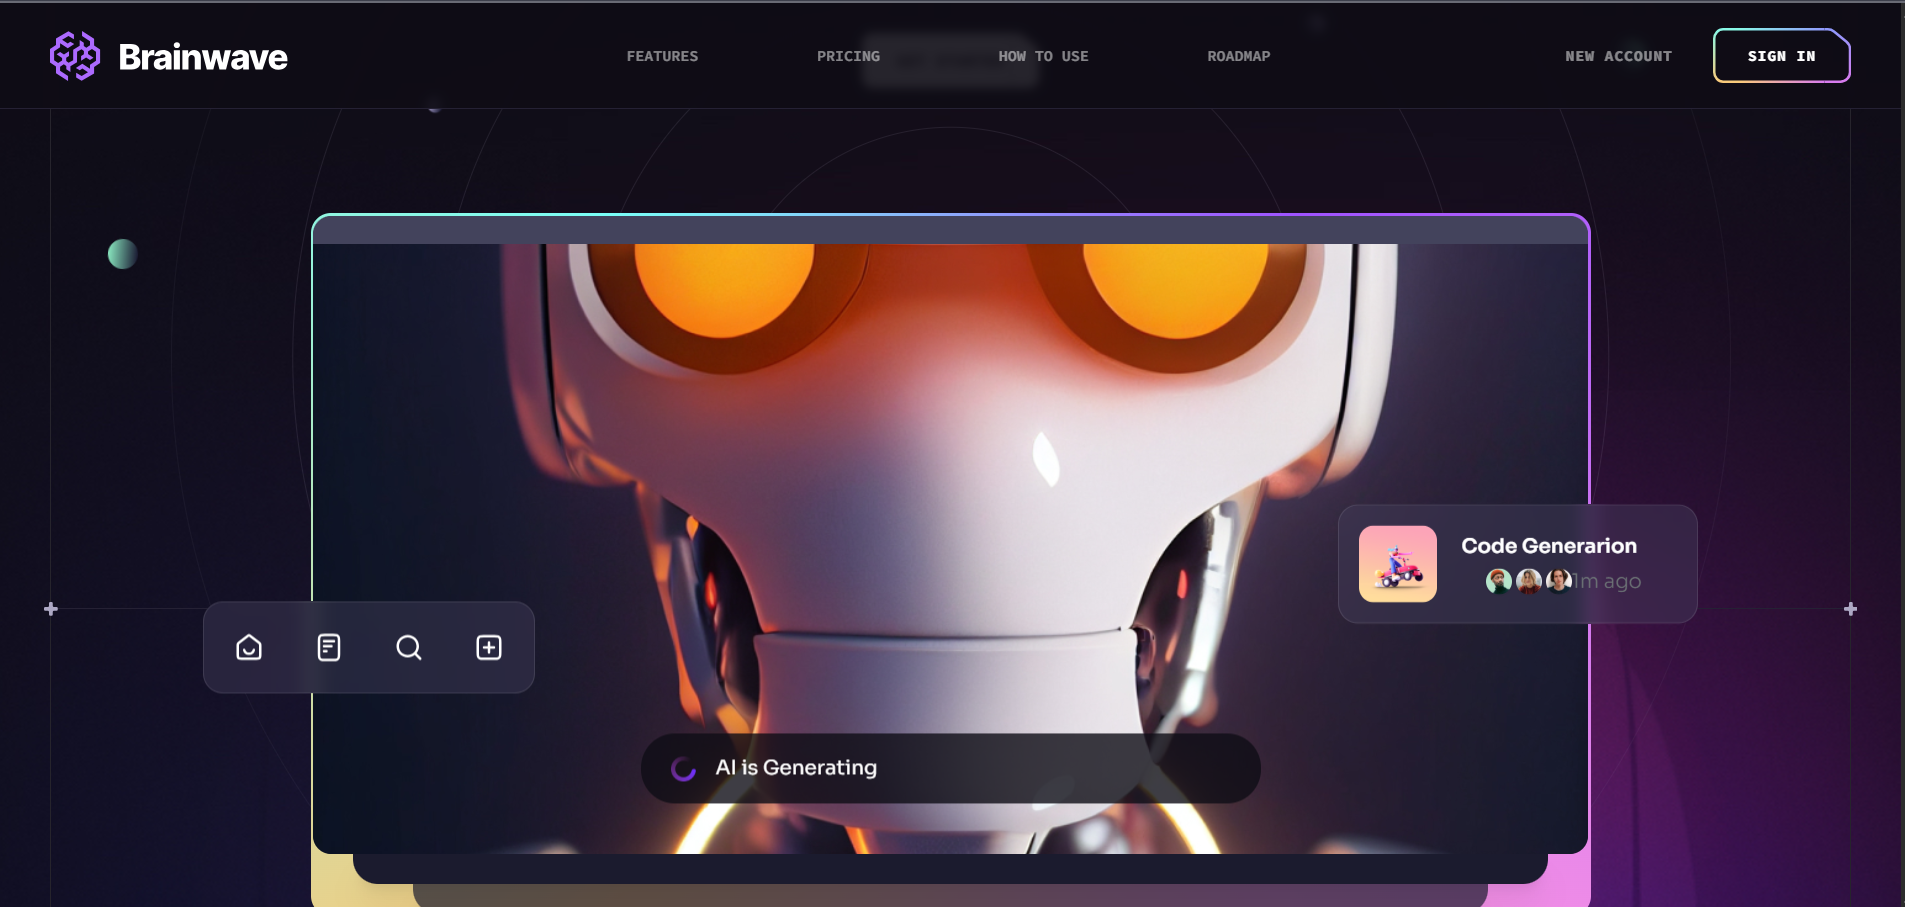 Brainwave
FEATURES
PRICING
HOW TO USE
ROADMAP
NEW ACCOUNT
SIGN IN
Code Generarion
1m ago
AI is Generating